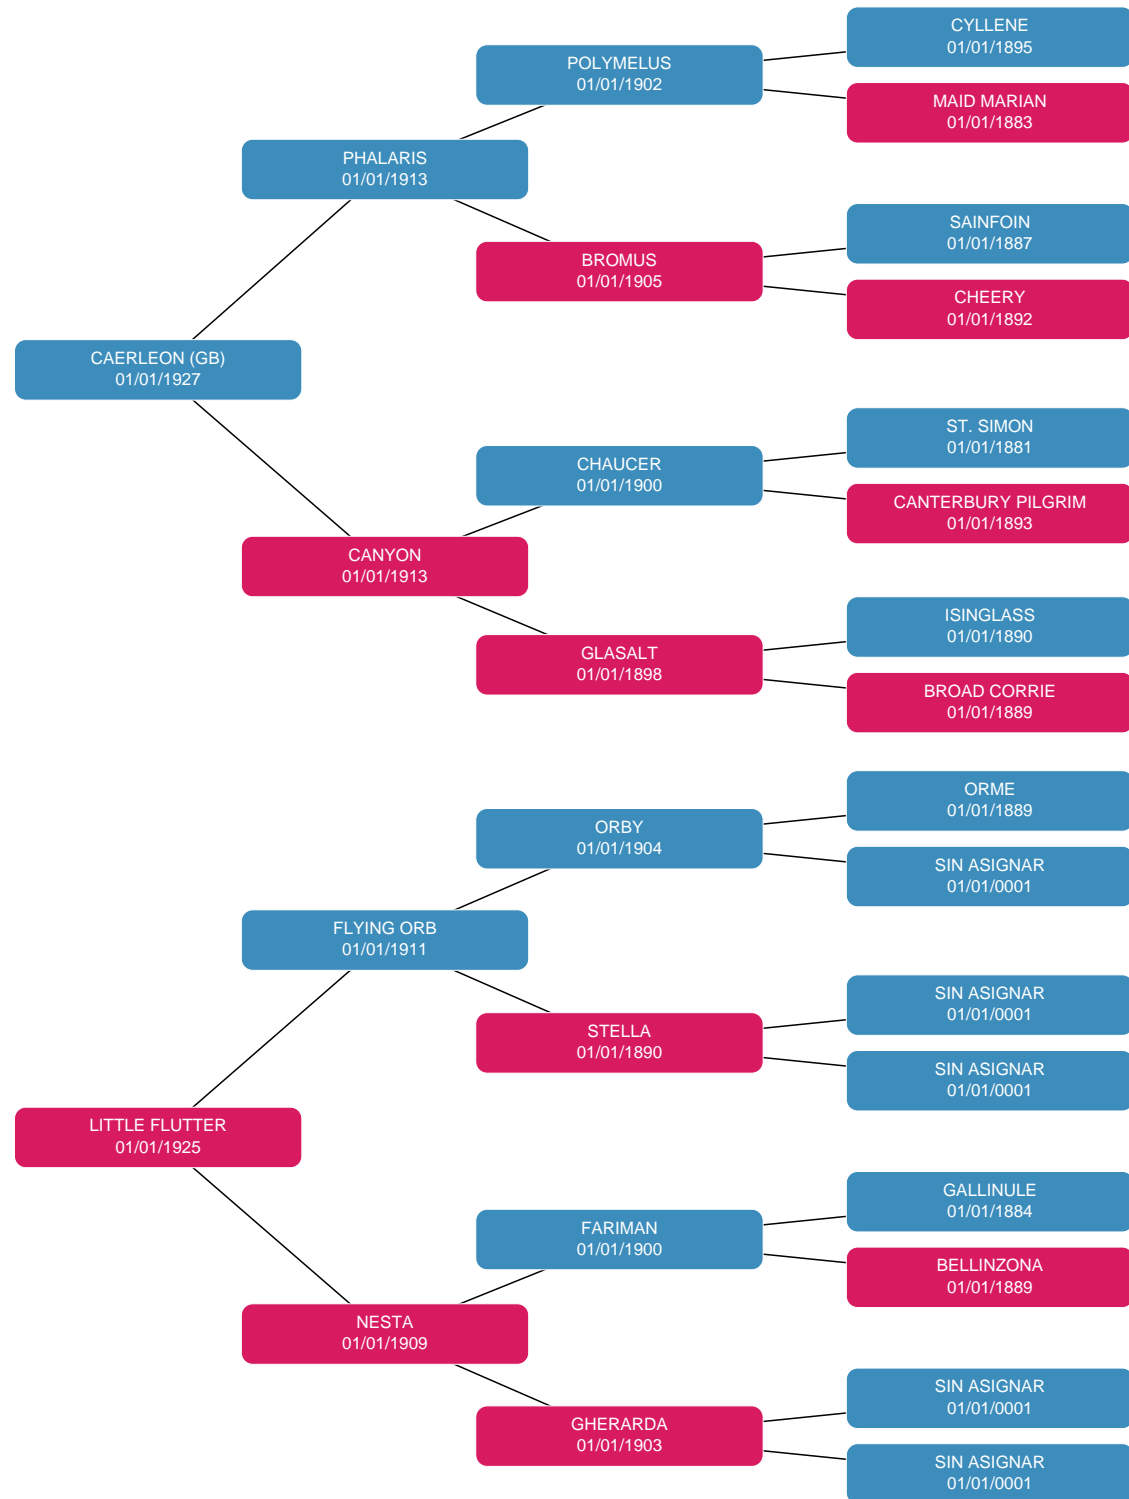 CYLLENE
01/01/1895
POLYMELUS
01/01/1902
MAID MARIAN
01/01/1883
PHALARIS
01/01/1913
SAINFOIN
01/01/1887
BROMUS
01/01/1905
CHEERY
01/01/1892
CAERLEON (GB)
01/01/1927
ST. SIMON
01/01/1881
CHAUCER
01/01/1900
CANTERBURY PILGRIM
01/01/1893
CANYON
01/01/1913
ISINGLASS
01/01/1890
GLASALT
01/01/1898
BROAD CORRIE
01/01/1889
ORME
01/01/1889
ORBY
01/01/1904
SIN ASIGNAR
01/01/0001
FLYING ORB
01/01/1911
SIN ASIGNAR
01/01/0001
STELLA
01/01/1890
SIN ASIGNAR
01/01/0001
LITTLE FLUTTER
01/01/1925
GALLINULE
01/01/1884
FARIMAN
01/01/1900
BELLINZONA
01/01/1889
NESTA
01/01/1909
SIN ASIGNAR
01/01/0001
GHERARDA
01/01/1903
SIN ASIGNAR
01/01/0001